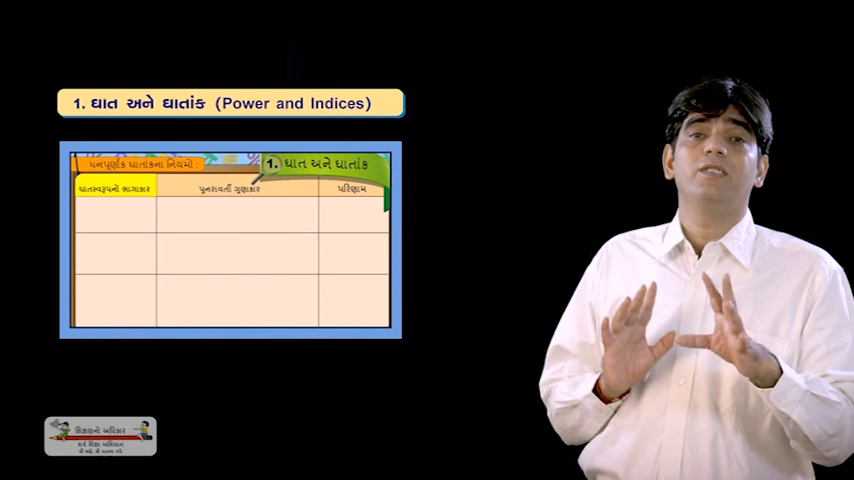 1. ઘાત અને ઘાતાંક (Power and Indices)
ધનપૂર્ણાંક ઘાતાંકના નિયમો :
1. ઘાત અને ઘાતાંક
ઘાતસ્વરૂપનો ભાગાકાર
પુનરાવર્તી ગુણાકાર
પરિણામ
શિક્ષણનો અધિકાર
સર્વ શિક્ષા અભિયાન